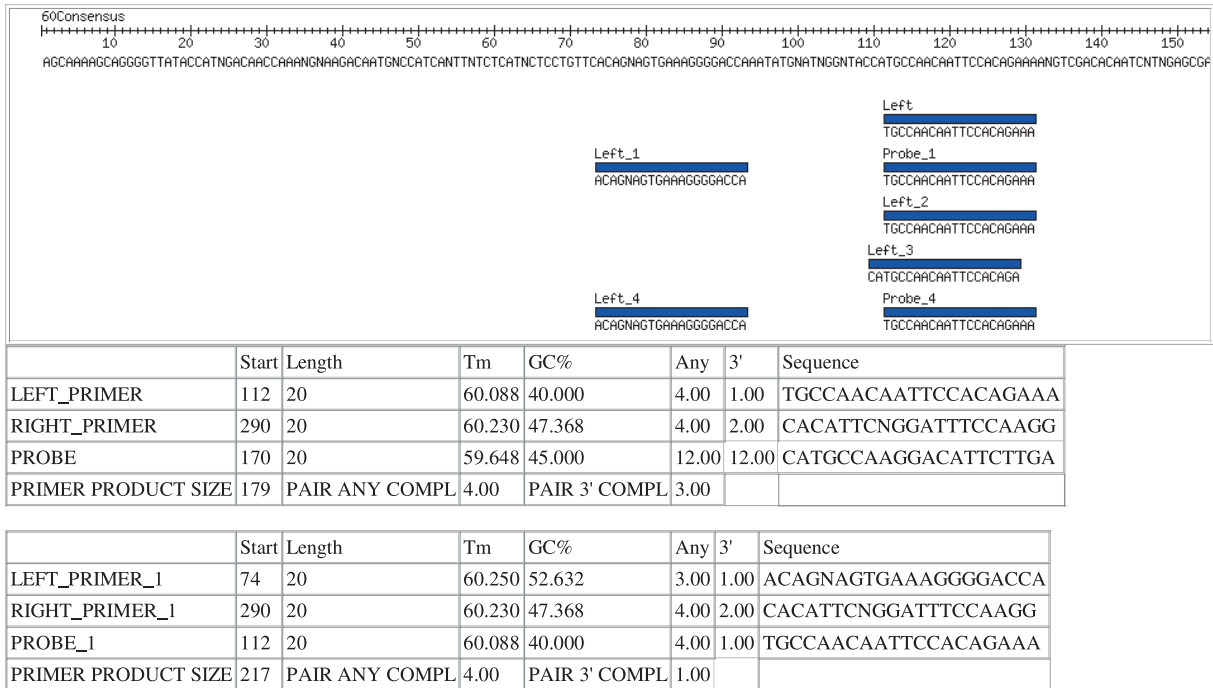 60Consensus
10 20 30 40 50 60 70 80 90 100 110 120 130 140 150
AGCAAAAGCAGGGGTTATACCATNGACAACCAAANGNAAGACAATGNCCATCANTTNTCTCATNCTCCTGTTCACAGNAGTGAAAGGGGACCAAATATGNATNGGNTACCATGCCAACAATTCCACAGAAAANGTCGACACAATCNTNGAGCGA
Left
TGCCAACAATTCCACAGAAA
Left_1 Probe_1
ACAGNAGTGAAAGGGGACCA TGCCAACAATTCCACAGAAA
Left_2
TGCCAACAATTCCACAGAAA
Left_3
CATGCCAACAATTCCACAGA
Left_4 Probe_4
ACAGNAGTGAAAGGGGACCA TGCCAACAATTCCACAGAAA
Start Length Tm GC% Any 3' Sequence
LEFT_PRIMER 112 20 60.088 40.000 4.00 1.00 TGCCAACAATTCCACAGAAA
RIGHT_PRIMER 290 20 60.230 47.368 4.00 2.00 CACATTCNGGATTTCCAAGG
PROBE 170 20 59.648 45.000 12.00 12.00 CATGCCAAGGACATTCTTGA
PRIMER PRODUCT SIZE 179 PAIR ANY COMPL 4.00 PAIR 3' COMPL 3.00
Start Length Tm GC% Any 3' Sequence
LEFT_PRIMER_1 74 20 60.250 52.632 3.00 1.00 ACAGNAGTGAAAGGGGACCA
RIGHT_PRIMER_1 290 20 60.230 47.368 4.00 2.00 CACATTCNGGATTTCCAAGG
PROBE_1 112 20 60.088 40.000 4.00 1.00 TGCCAACAATTCCACAGAAA
PRIMER PRODUCT SIZE 217 PAIR ANY COMPL 4.00 PAIR 3' COMPL 1.00